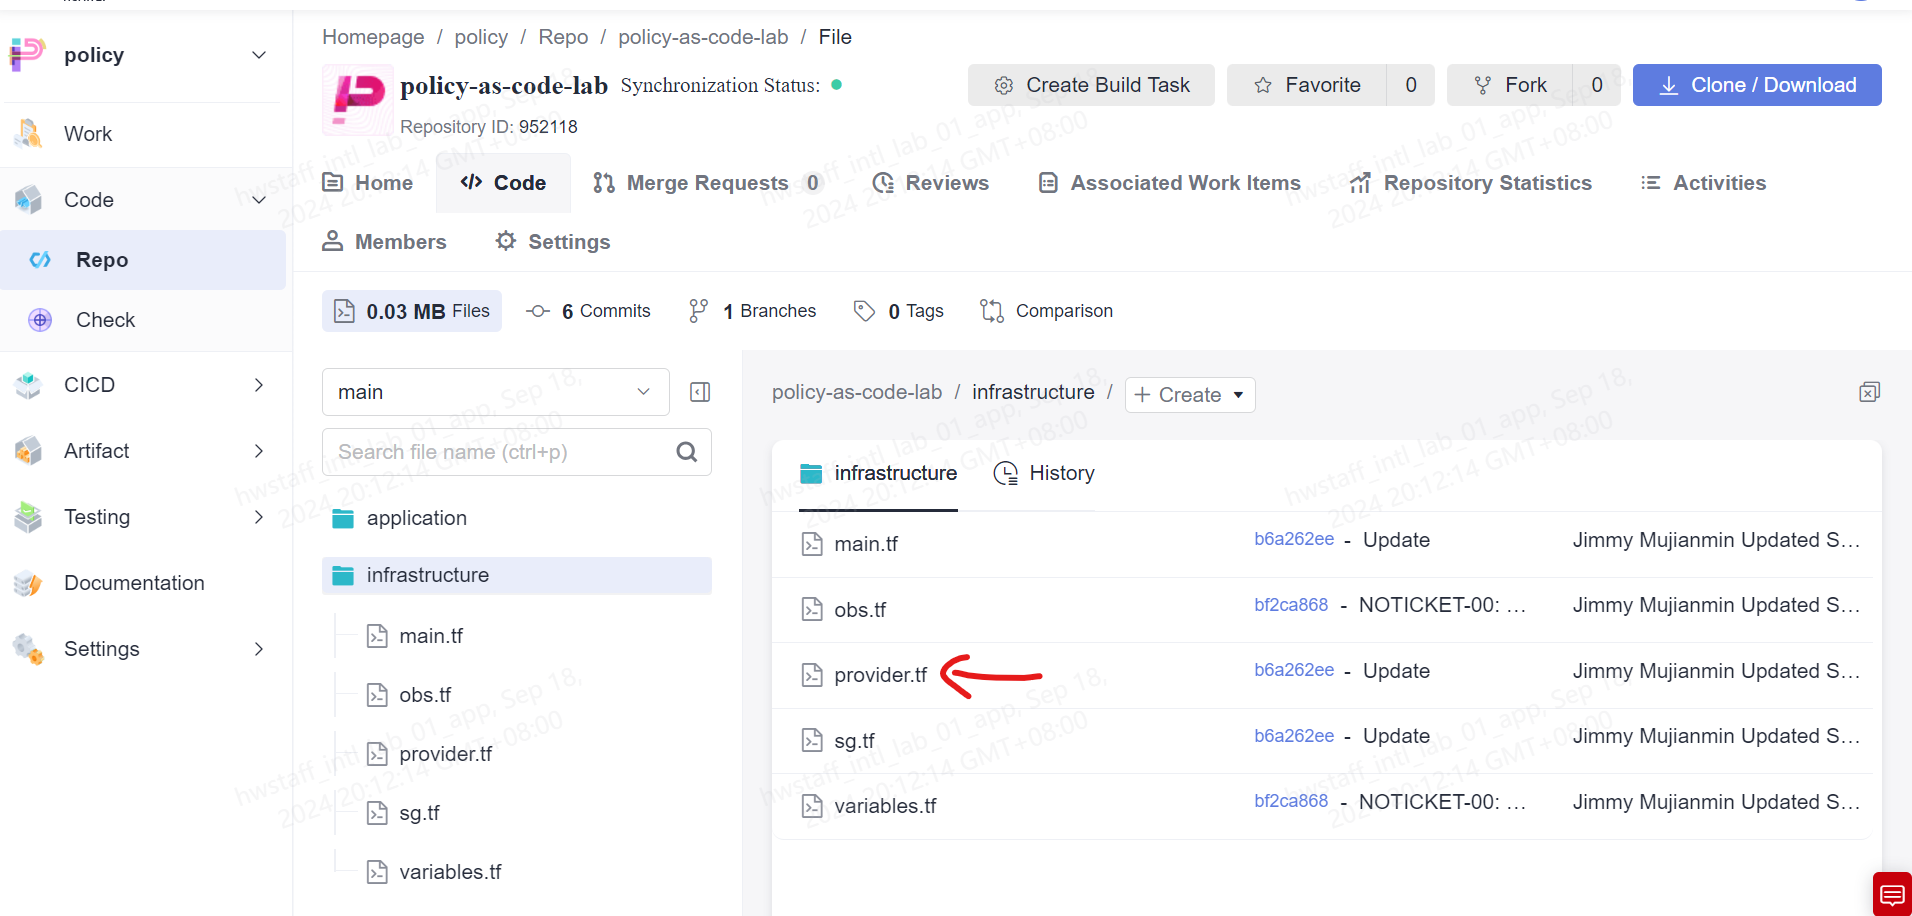 policy
Work
Code
Repo
Check
CICD
Artifact
Testing
Documentation
Settings
Homepage / policy / Repo / policy-as-code-lab / File
policy-as-code-lab Synchronization Status:
Repository ID: 952118
Create Build Task
Favorite 0
Fork 0
Clone / Download
Home
Code
Merge Requests 0
Reviews
Associated Work Items
Repository Statistics
Activities
Members
Settings
0.03 MB Files
6 Commits
1 Branches
0 Tags
Comparison
main
Search file name (ctrl+p)
application
infrastructure
main.tf
obs.tf
provider.tf
sg.tf
variables.tf
policy-as-code-lab / infrastructure / + Create
infrastructure
History
main.tf b6a262ee - Update Jimmy Mujianmin Updated S...
obs.tf bf2ca868 - NOTICKET-00: ... Jimmy Mujianmin Updated S...
provider.tf b6a262ee - Update Jimmy Mujianmin Updated S...
sg.tf b6a262ee - Update Jimmy Mujianmin Updated S...
variables.tf bf2ca868 - NOTICKET-00: ... Jimmy Mujianmin Updated S...
hwstaff_intl_lab_01_app, Sep 18,
2024 20:12:14 GMT+08:00